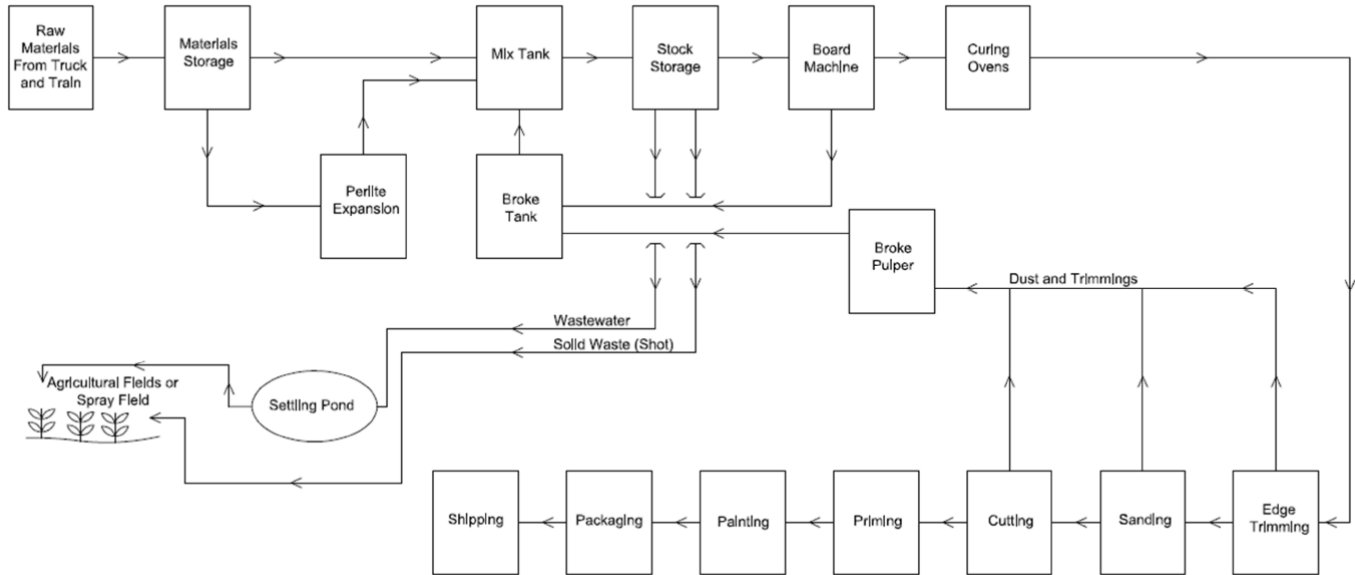 Raw
Materials
From Truck
and Train
Materials
Storage
Mix Tank
Stock
Storage
Board
Machine
Curing
Ovens
Perlite
Expansion
Broke
Tank
Broke
Pulper
Dust and Trimmings
Wastewater
Solid Waste (Shot)
Agricultural Fields or
Spray Field
Settling Pond
Shipping
Packaging
Painting
Priming
Cutting
Sanding
Edge
Trimming